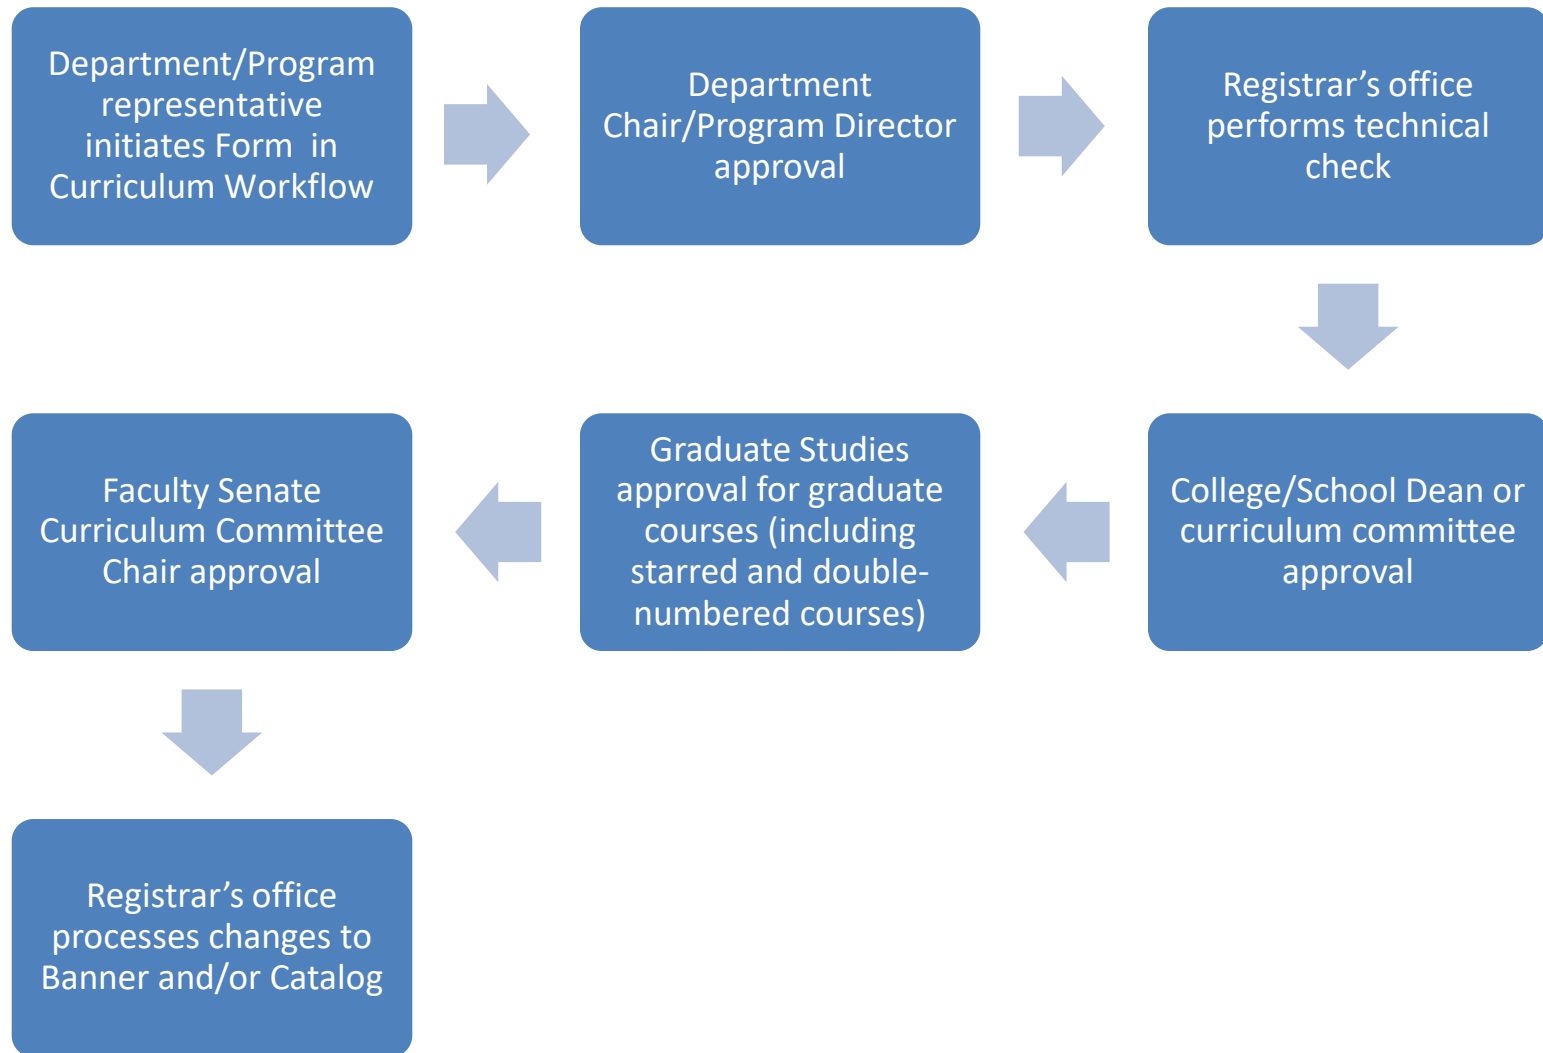 Department/Program
representative
initiates Form  in
Curriculum Workflow
Department
Chair/Program Director
approval
Registrar’s office
performs technical
check
College/School Dean or
curriculum committee
approval
Graduate Studies
approval for graduate
courses (including
starred and double-
numbered courses)
Faculty Senate
Curriculum Committee
Chair approval
Registrar’s office
processes changes to
Banner and/or Catalog